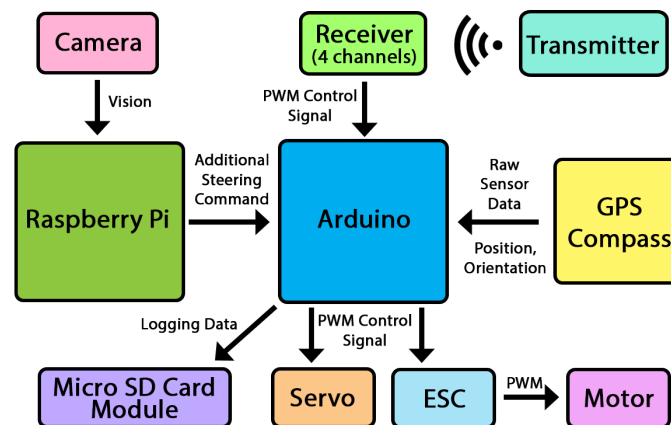 Camera
Receiver
(4 channels)
Transmitter
Vision
PWM Control
Signal
Raspberry Pi
Additional
Steering
Command
Arduino
Raw
Sensor
Data
Position,
Orientation
GPS
Compass
Logging Data
PWM Control
Signal
Micro SD Card
Module
Servo
ESC
PWM
Motor